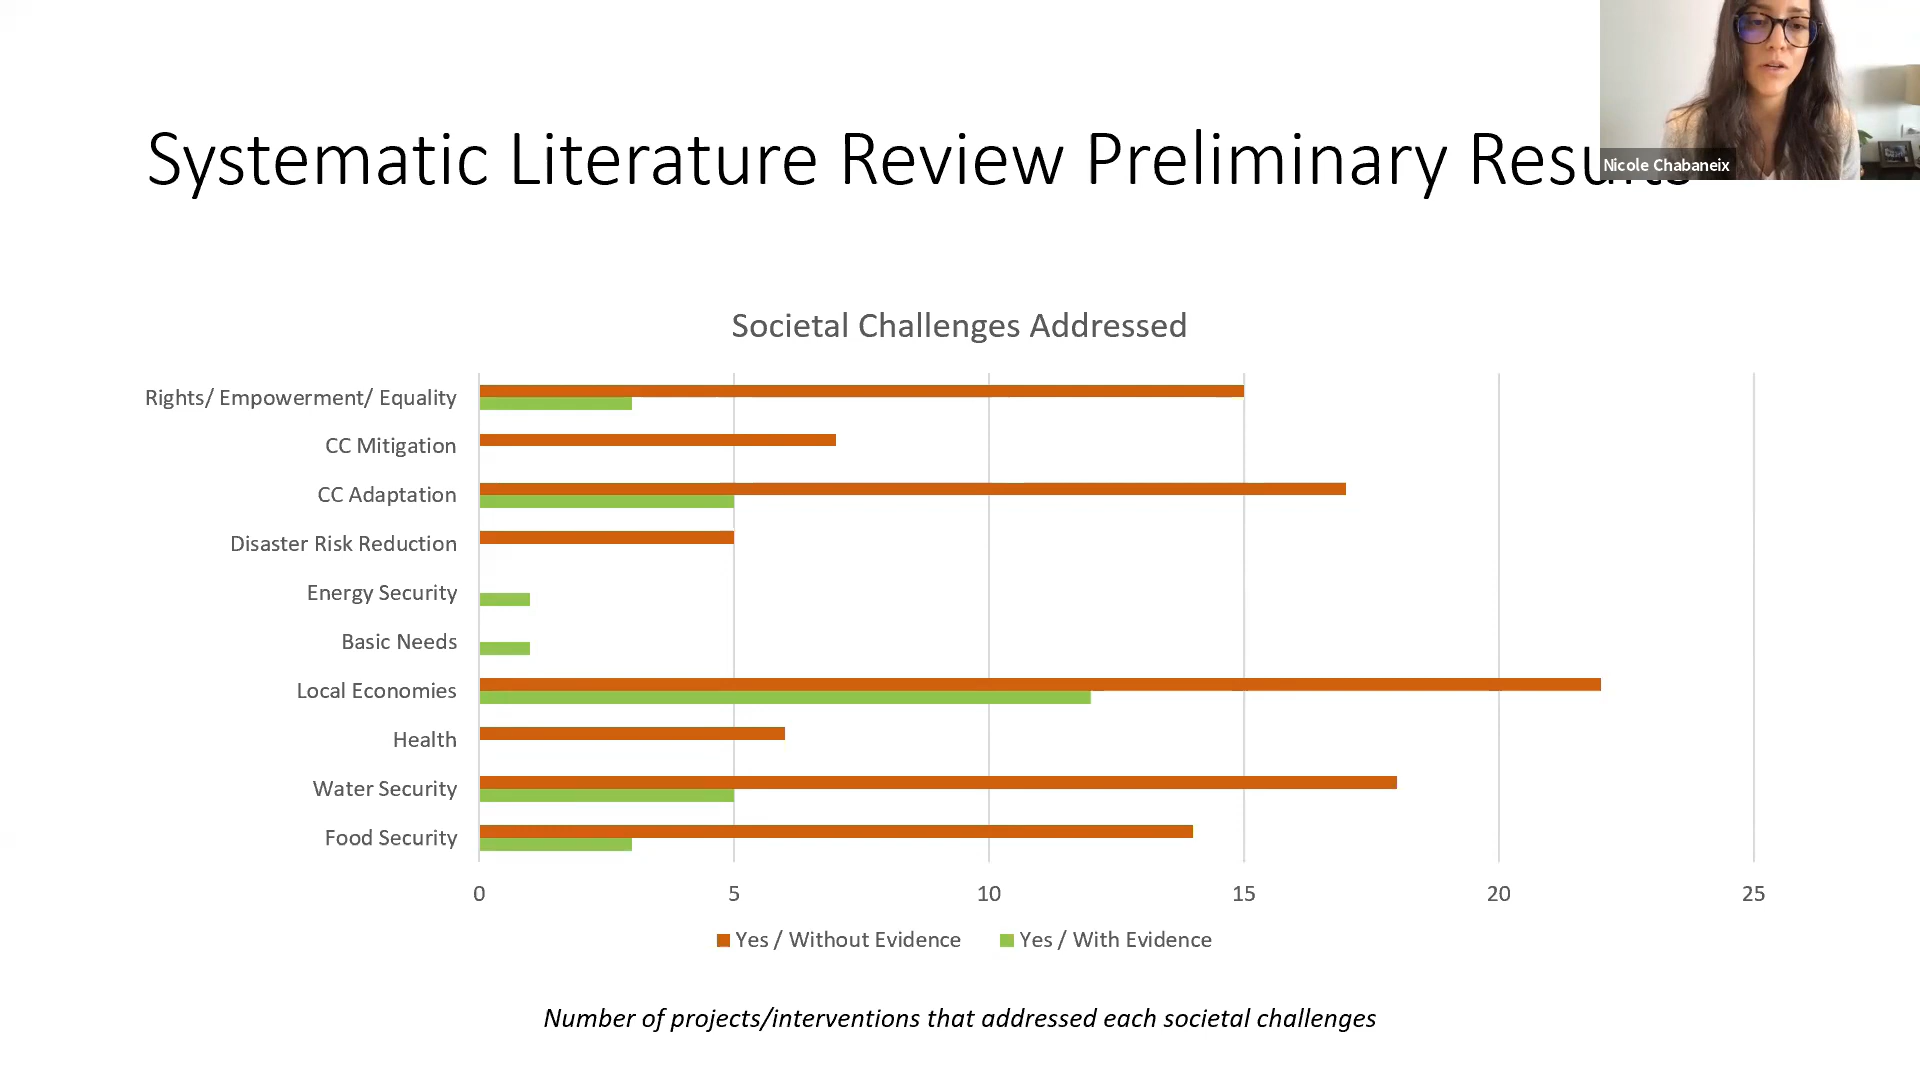 Systematic Literature Review Preliminary Results
Nicole Chabaneix
Societal Challenges Addressed
Rights/ Empowerment/ Equality
CC Mitigation
CC Adaptation
Disaster Risk Reduction
Energy Security
Basic Needs
Local Economies
Health
Water Security
Food Security
0 5 10 15 20 25
Yes / Without Evidence Yes / With Evidence
Number of projects/interventions that addressed each societal challenges